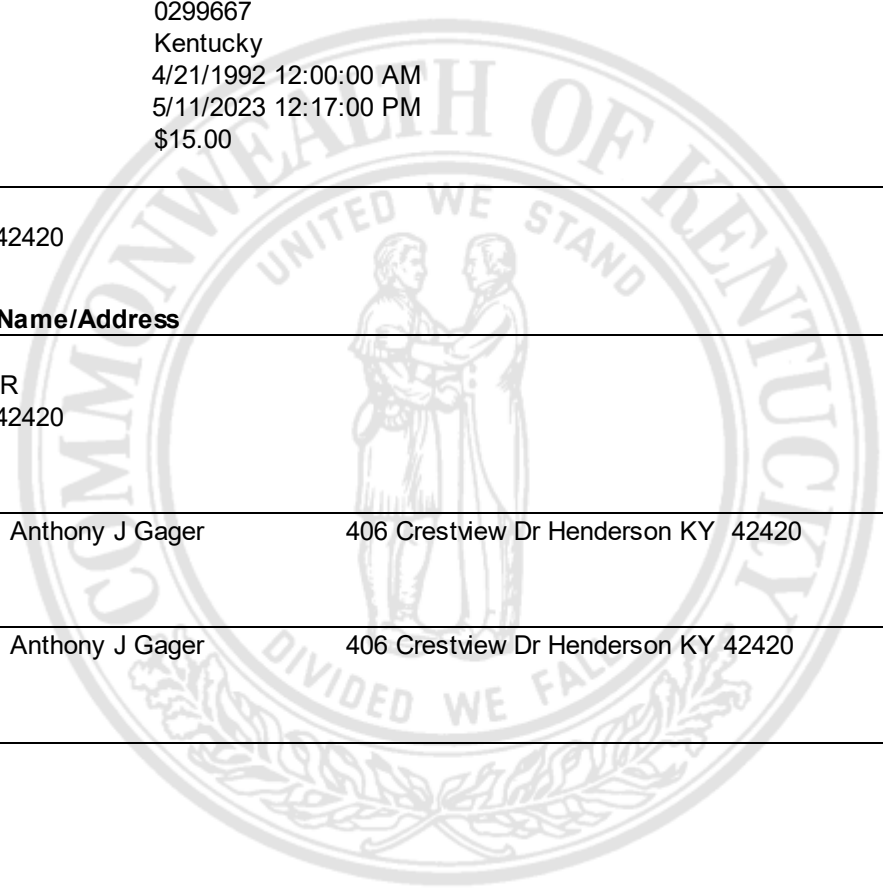 0299667
Kentucky
4/21/1992 12:00:00 AM
5/11/2023 12:17:00 PM
$15.00
42420
Name/Address
R
42420
Anthony J Gager 406 Crestview Dr Henderson KY 42420
Anthony J Gager 406 Crestview Dr Henderson KY 42420
COMMONWEALTH OF KENTUCKY
UNITED WE STAND
DIVIDED WE FALL